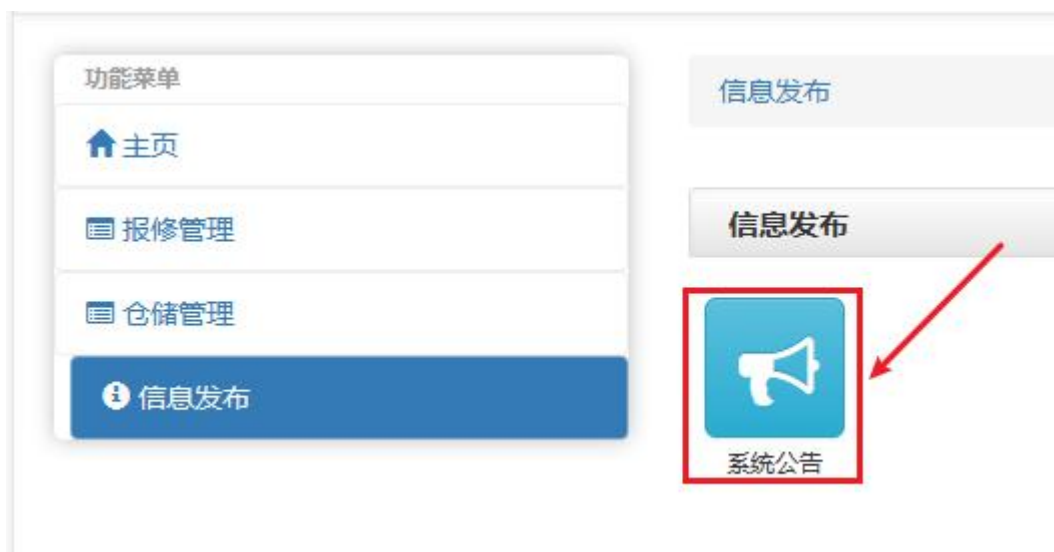 功能菜单
主页
报修管理
仓储管理
信息发布
信息发布
信息发布
系统公告